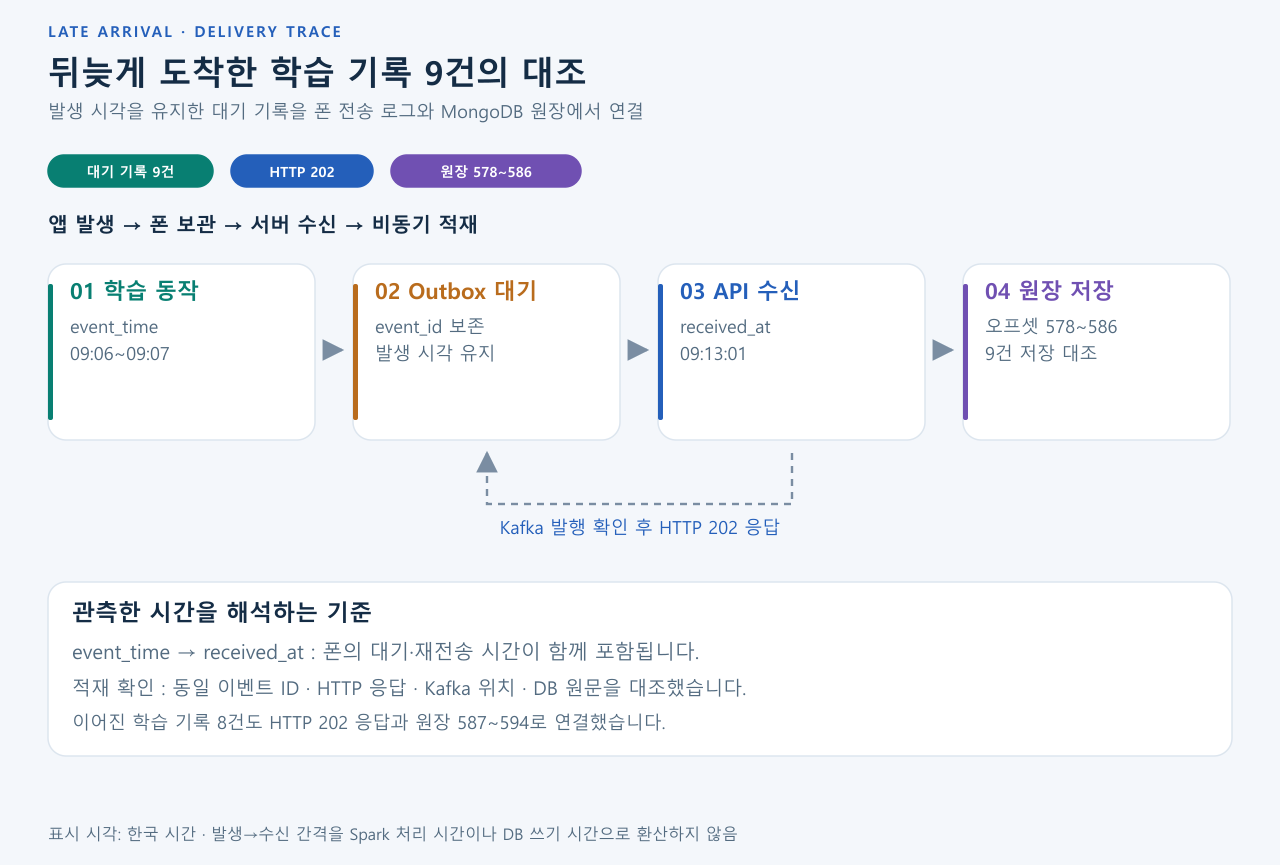 LATE ARRIVAL · DELIVERY TRACE
뒤늦게 도착한 학습 기록 9건의 대조
발생 시각을 유지한 대기 기록을 폰 전송 로그와 MongoDB 원장에서 연결
대기 기록 9건
HTTP 202
원장 578~586
앱 발생 → 폰 보관 → 서버 수신 → 비동기 적재
01 학습 동작
event_time
09:06~09:07
02 Outbox 대기
event_id 보존
발생 시각 유지
03 API 수신
received_at
09:13:01
04 원장 저장
오프셋 578~586
9건 저장 대조
Kafka 발행 확인 후 HTTP 202 응답
관측한 시간을 해석하는 기준
event_time → received_at : 폰의 대기·재전송 시간이 함께 포함됩니다.
적재 확인 : 동일 이벤트 ID · HTTP 응답 · Kafka 위치 · DB 원문을 대조했습니다.
이어진 학습 기록 8건도 HTTP 202 응답과 원장 587~594로 연결했습니다.
표시 시각: 한국 시간 · 발생→수신 간격을 Spark 처리 시간이나 DB 쓰기 시간으로 환산하지 않음